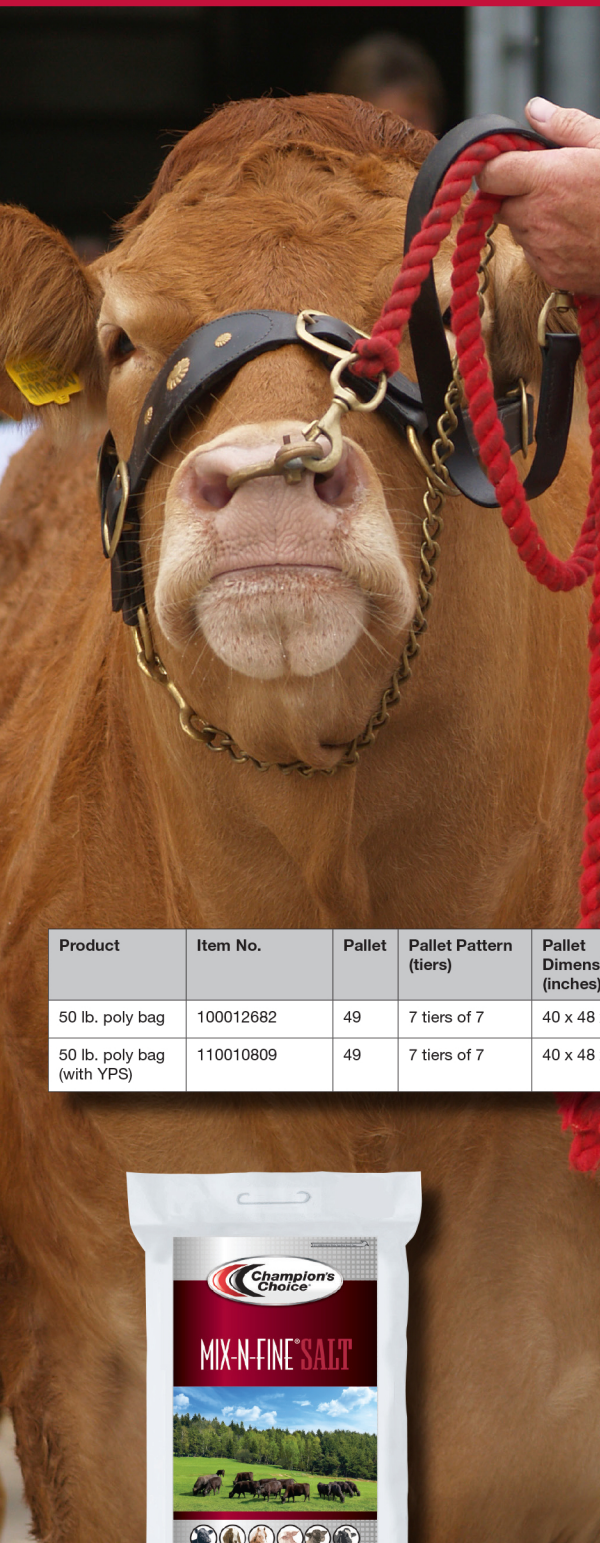 Product Item No. Pallet Pallet Pattern Pallet
(tiers) Dimens
(inches)
50 lb. poly bag 100012682 49 7 tiers of 7 40 x 48
50 lb. poly bag 110010809 49 7 tiers of 7 40 x 48
(with YPS)
Champion's
Choice®
MIX-N-FINE® SALT